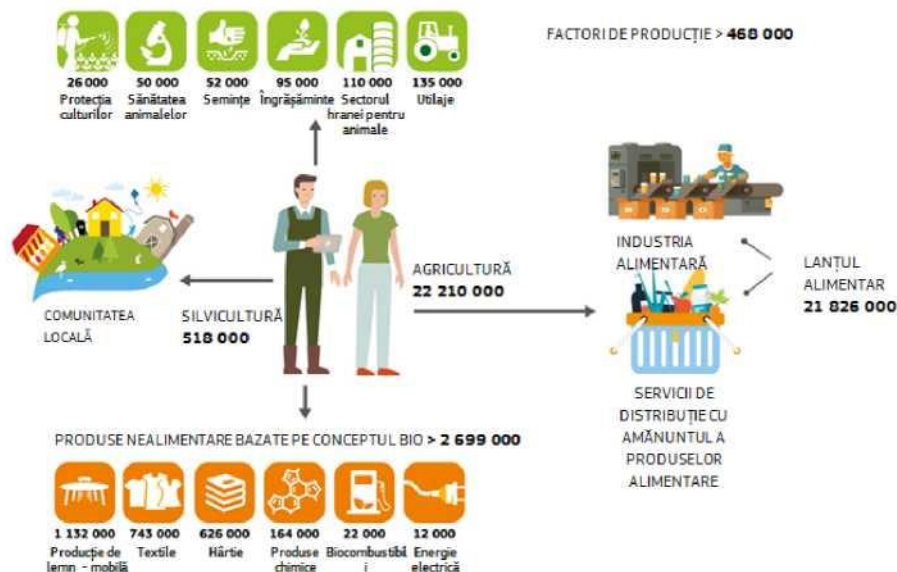 FACTORI DE PRODUCȚIE > 468 000
26 000 50 000 52 000 95 000 110 000 135 000
Protecția Sănătatea Semințe Îngrășăminte Sectorul Utilaje
culturilor animalelor hranei pentru
animale
INDUSTRIA
ALIMENTARĂ
LANȚUL
ALIMENTAR
21 826 000
AGRICULTURĂ
22 210 000
COMUNITATEA
LOCALĂ
SILVICULTURĂ
518 000
SERVICII DE
DISTRIBUȚIE CU
AMĂNUNTUL A
PRODUSELOR
ALIMENTARE
PRODUSE NEALIMENTARE BAZATE PE CONCEPTUL BIO > 2 699 000
1 132 000 743 000 626 000 164 000 22 000 12 000
Producție de Textile Hârtie Produse Biocombustibil Energie
lemn - mobilă chimice i electrică